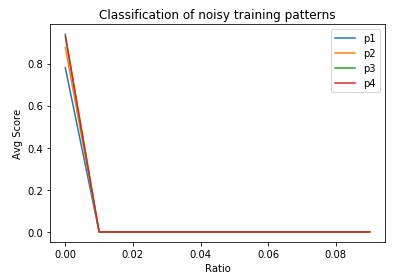 Classification of noisy training patterns
p1
p2
p3
p4
Avg Score
0.8
0.6
0.4
0.2
0.0
0.00
0.02
0.04
0.06
0.08
Ratio